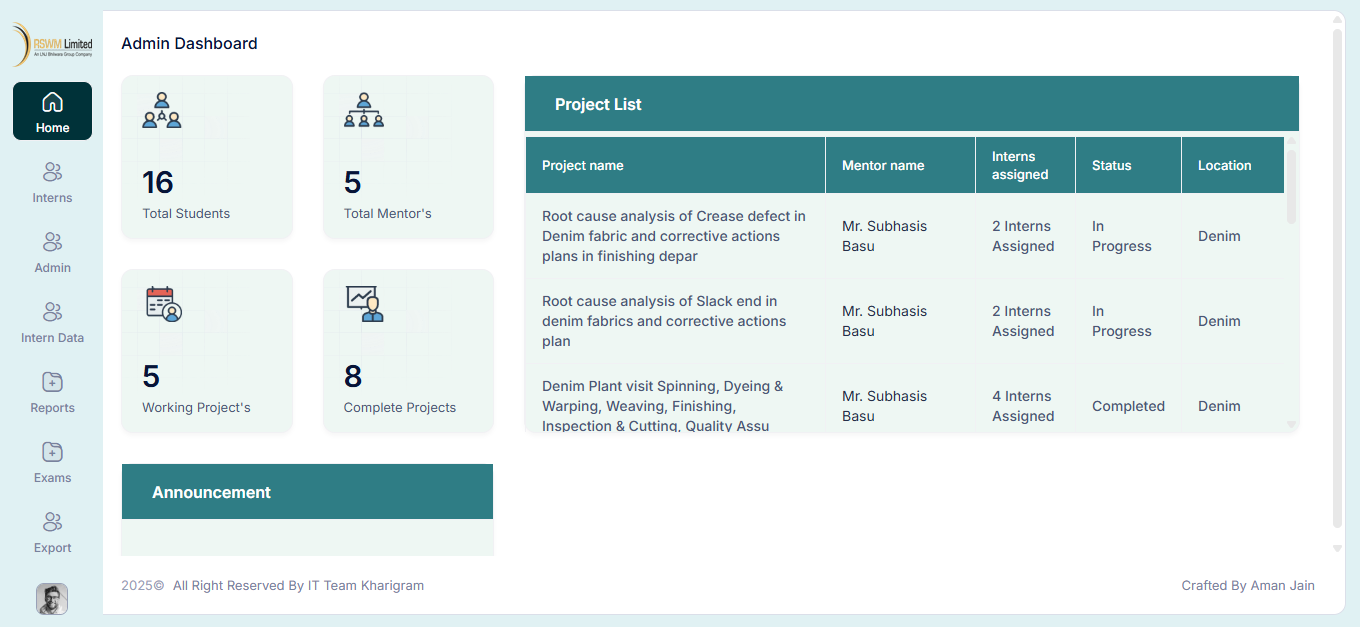 RSWM Limited
An LNJ Bhilwara Group Company
Home
Interns
Admin
Intern Data
Reports
Exams
Export
Admin Dashboard
16
Total Students
5
Total Mentor's
5
Working Project's
8
Complete Projects
Project List
Project name
Mentor name
Interns
assigned
Status
Location
Root cause analysis of Crease defect in
Denim fabric and corrective actions
plans in finishing depar
Mr. Subhasis
Basu
2 Interns
Assigned
In
Progress
Denim
Root cause analysis of Slack end in
denim fabrics and corrective actions
plan
Mr. Subhasis
Basu
2 Interns
Assigned
In
Progress
Denim
Denim Plant visit Spinning, Dyeing &
Warping, Weaving, Finishing,
Inspection & Cutting, Quality Assu
Mr. Subhasis
Basu
4 Interns
Assigned
Completed
Denim
Announcement
2025© All Right Reserved By IT Team Kharigram
Crafted By Aman Jain